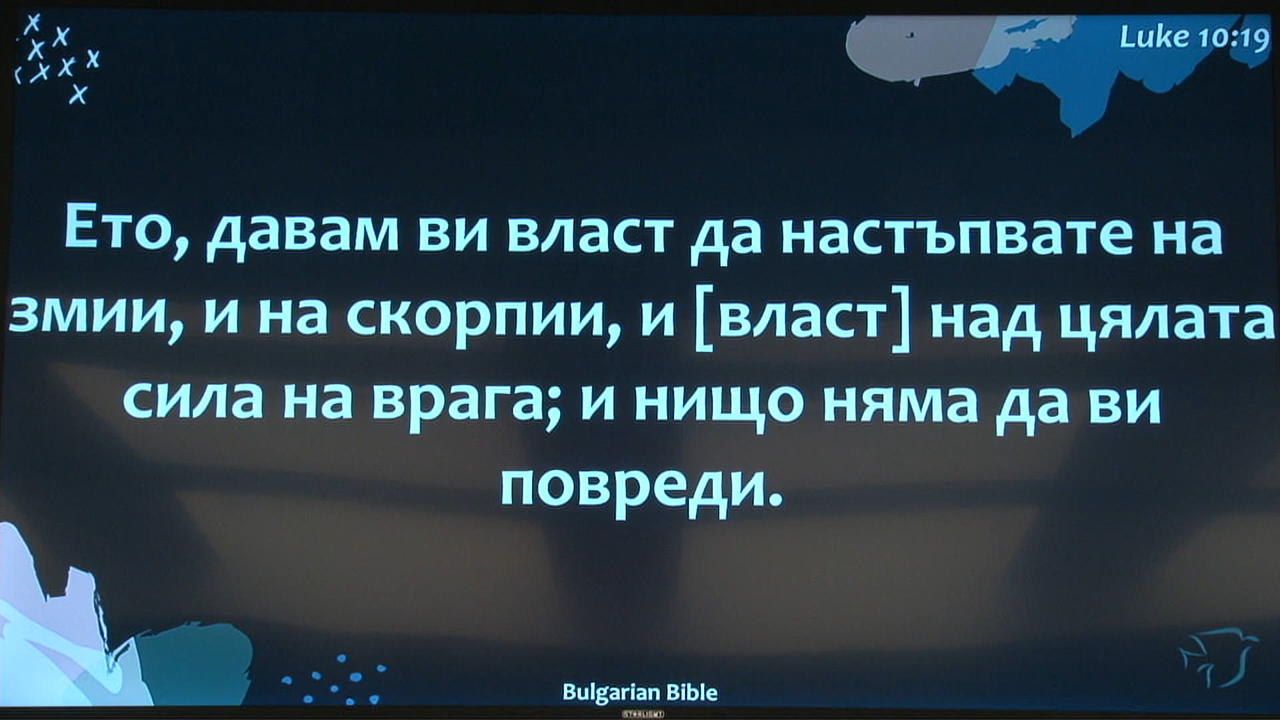 Luke 10:19
Ето, давам ви власт да настъпвате на
змии, и на скорпии, и [власт] над цялата
сила на врага; и нищо няма да ви
повреди.
Bulgarian Bible
STARLIGHT